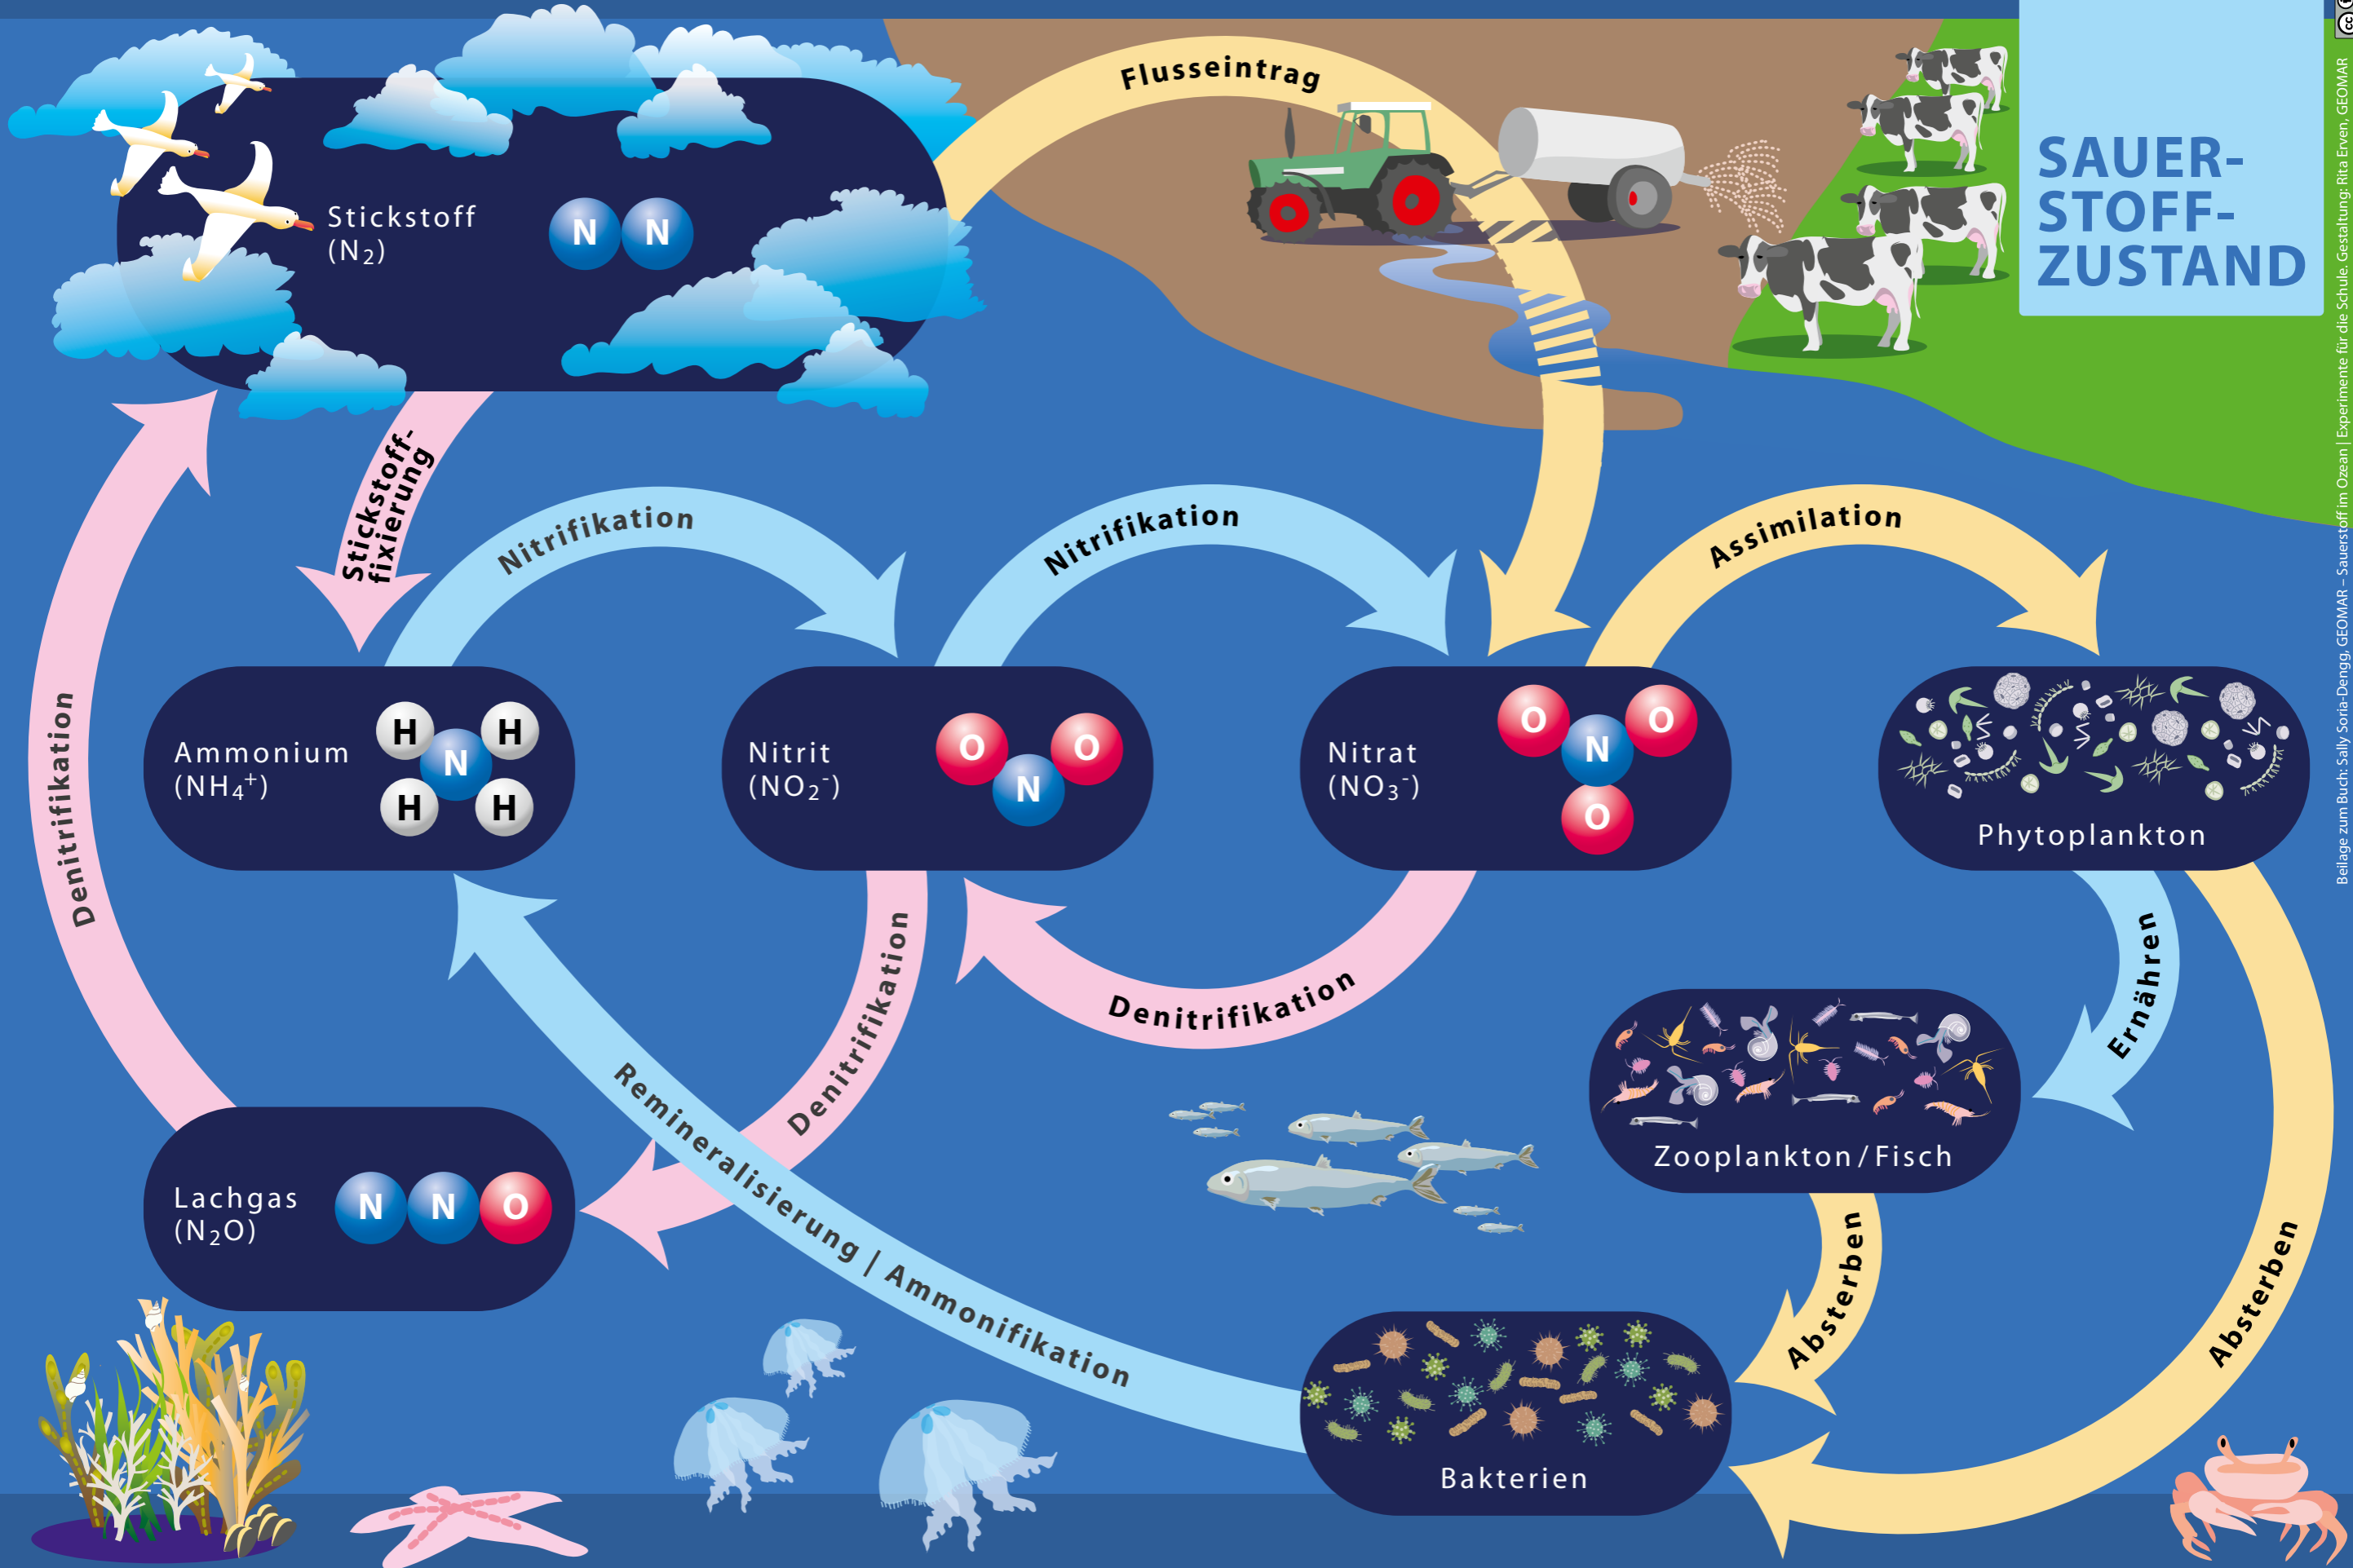 SAUER-
STOFF-
ZUSTAND
Flusseintrag
Stickstoff
(N₂)
N N
Stickstoff-
fixierung
Nitrifikation
Nitrifikation
Assimilation
Denitrifikation
Ammonium
(NH₄⁺)
H H
N
H H
Nitrit
(NO₂⁻)
O O
N
Nitrat
(NO₃⁻)
O O
N
O
Phytoplankton
Denitrifikation
Denitrifikation
Ernähren
Remineralisierung | Ammonifikation
Zooplankton/Fisch
Lachgas
(N₂O)
N N O
Absterben
Absterben
Bakterien
Beilage zum Buch: Sally Soria-Dengg, GEOMAR – Sauerstoff im Ozean | Experimente für die Schule. Gestaltung: Rita Erven, GEOMAR
cc